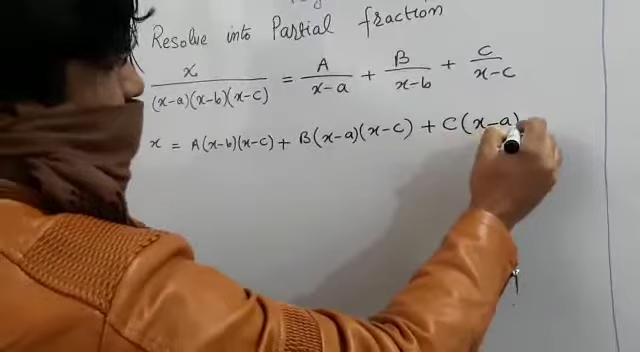 Resolve into Partial fraction
x/((x-a)(x-b)(x-c)) = A/(x-a) + B/(x-b) + C/(x-c)
x = A(x-b)(x-c) + B(x-a)(x-c) + C(x-a)